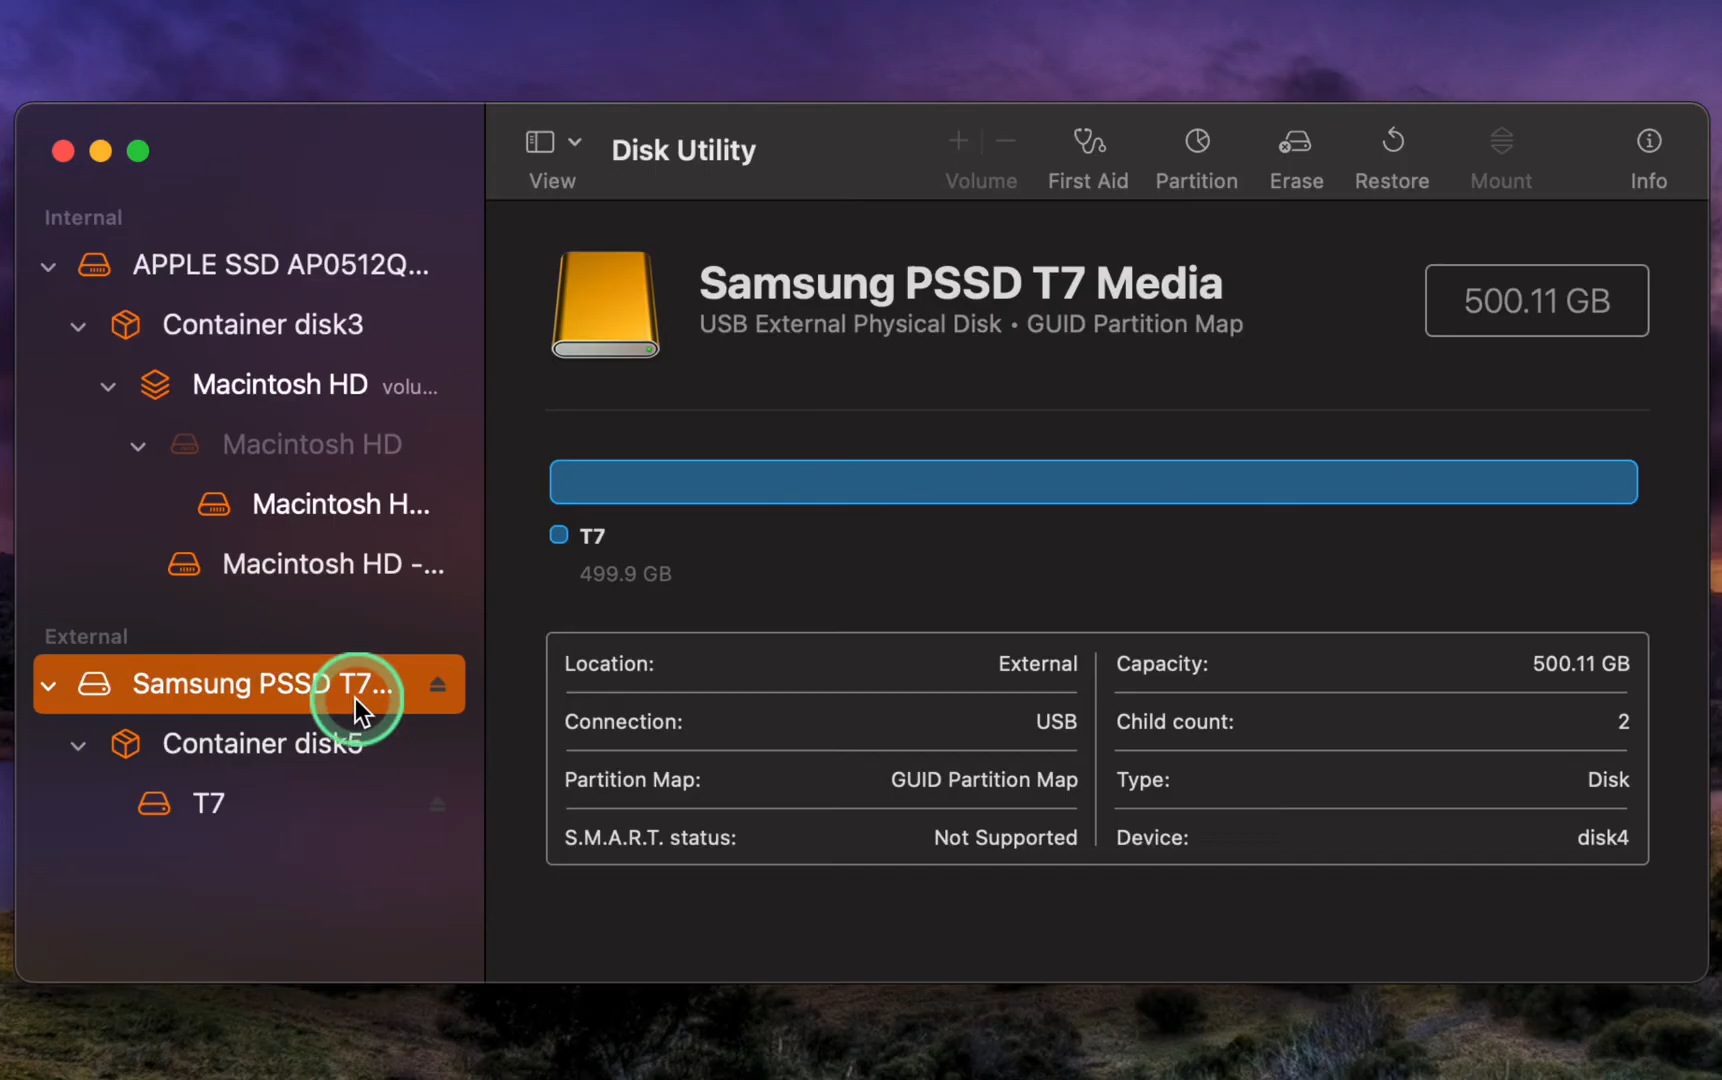 Internal
APPLE SSD AP0512Q...
Container disk3
Macintosh HD volu...
Macintosh HD
Macintosh H...
Macintosh HD -...
External
Samsung PSSD T7...
Container disk5
T7
View
Disk Utility
Volume
First Aid
Partition
Erase
Restore
Mount
Info
Samsung PSSD T7 Media
USB External Physical Disk • GUID Partition Map
500.11 GB
T7
499.9 GB
Location: External
Connection: USB
Partition Map: GUID Partition Map
S.M.A.R.T. status: Not Supported
Capacity: 500.11 GB
Child count: 2
Type: Disk
Device: disk4